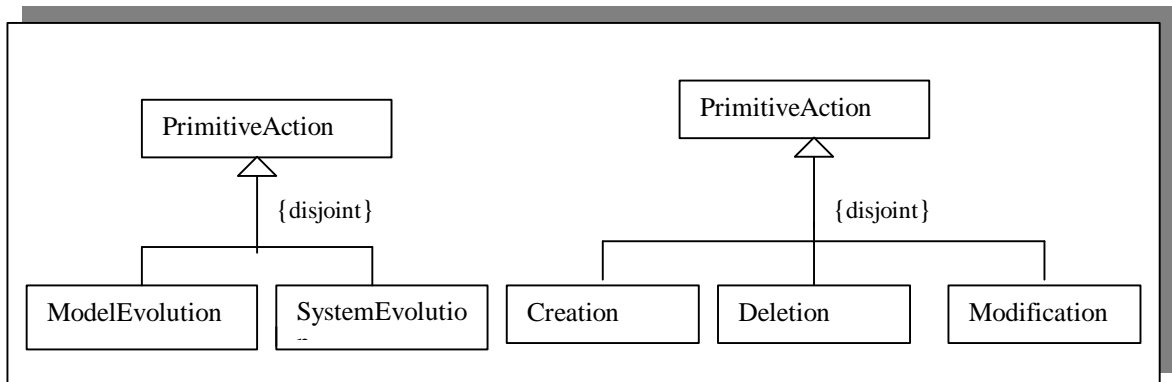 PrimitiveAction
{disjoint}
ModelEvolution
SystemEvolutio
PrimitiveAction
{disjoint}
Creation
Deletion
Modification